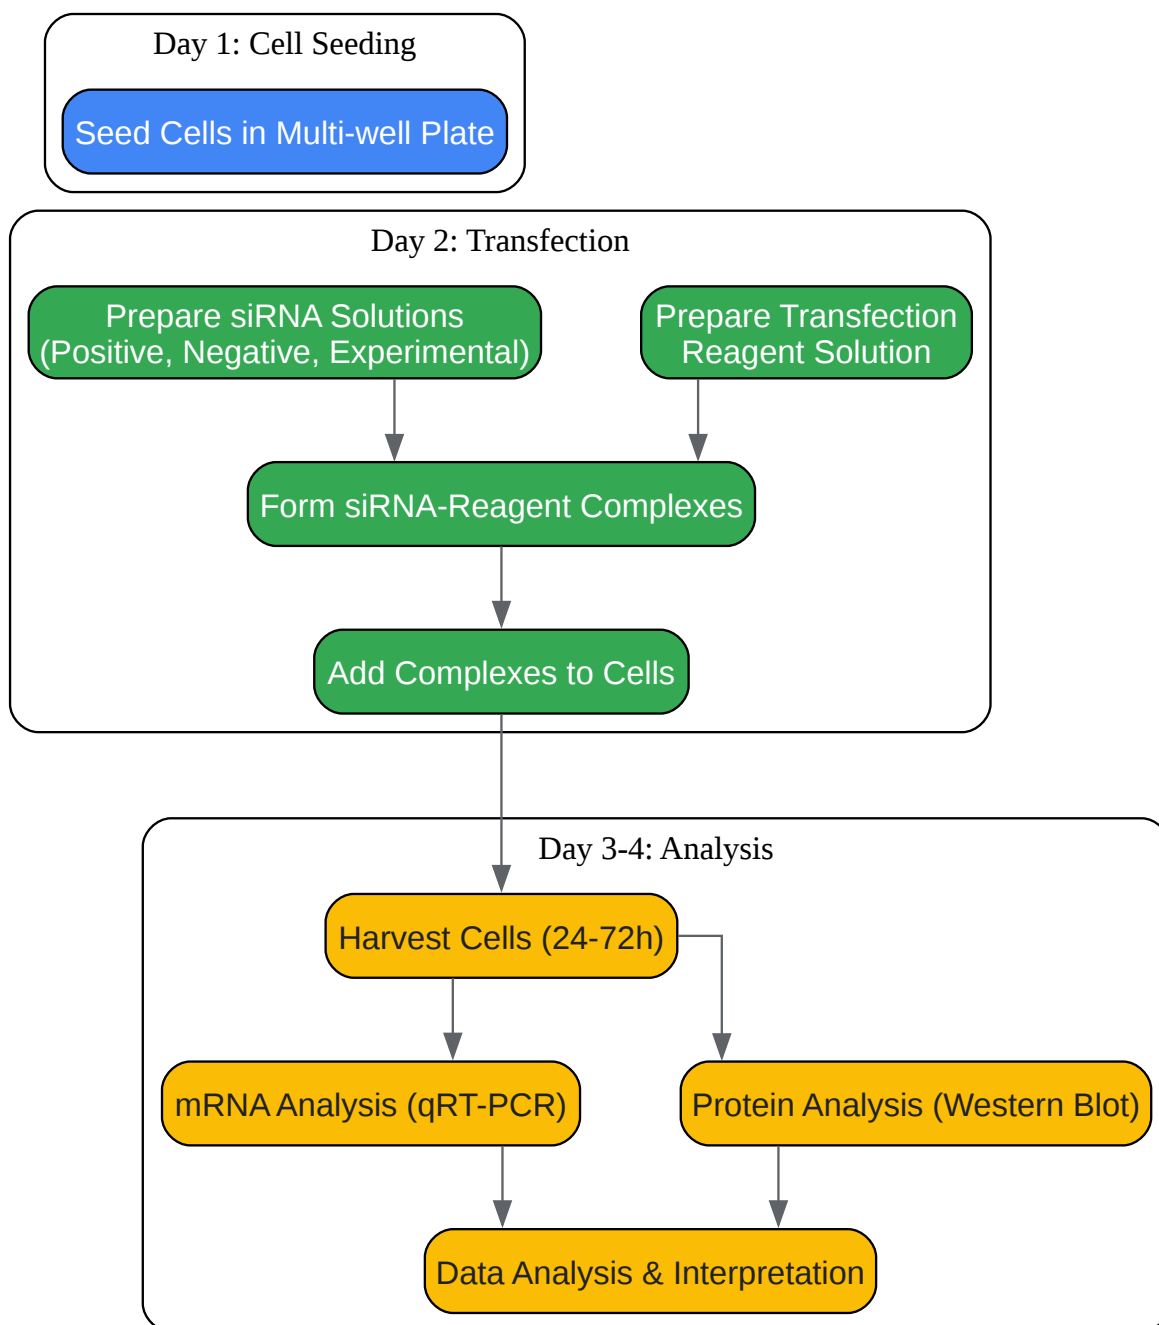 Day 1: Cell Seeding
Seed Cells in Multi-well Plate
Day 2: Transfection
Prepare siRNA Solutions
(Positive, Negative, Experimental)
Prepare Transfection
Reagent Solution
Form siRNA-Reagent Complexes
Add Complexes to Cells
Day 3-4: Analysis
Harvest Cells (24-72h)
mRNA Analysis (qRT-PCR)
Protein Analysis (Western Blot)
Data Analysis & Interpretation